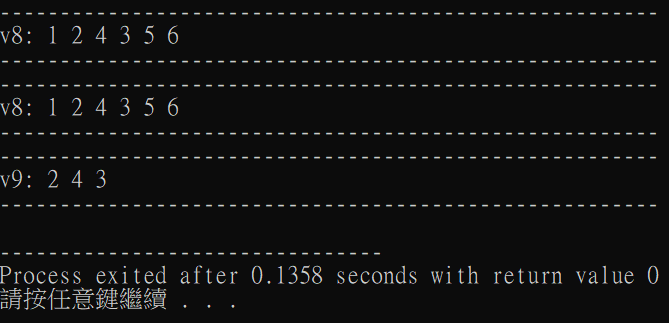 -------------------------------------------------------
v8: 1 2 4 3 5 6
-------------------------------------------------------
-------------------------------------------------------
v8: 1 2 4 3 5 6
-------------------------------------------------------
-------------------------------------------------------
v9: 2 4 3
-------------------------------------------------------
--------------------------------
Process exited after 0.1358 seconds with return value 0
請按任意鍵繼續 . . .